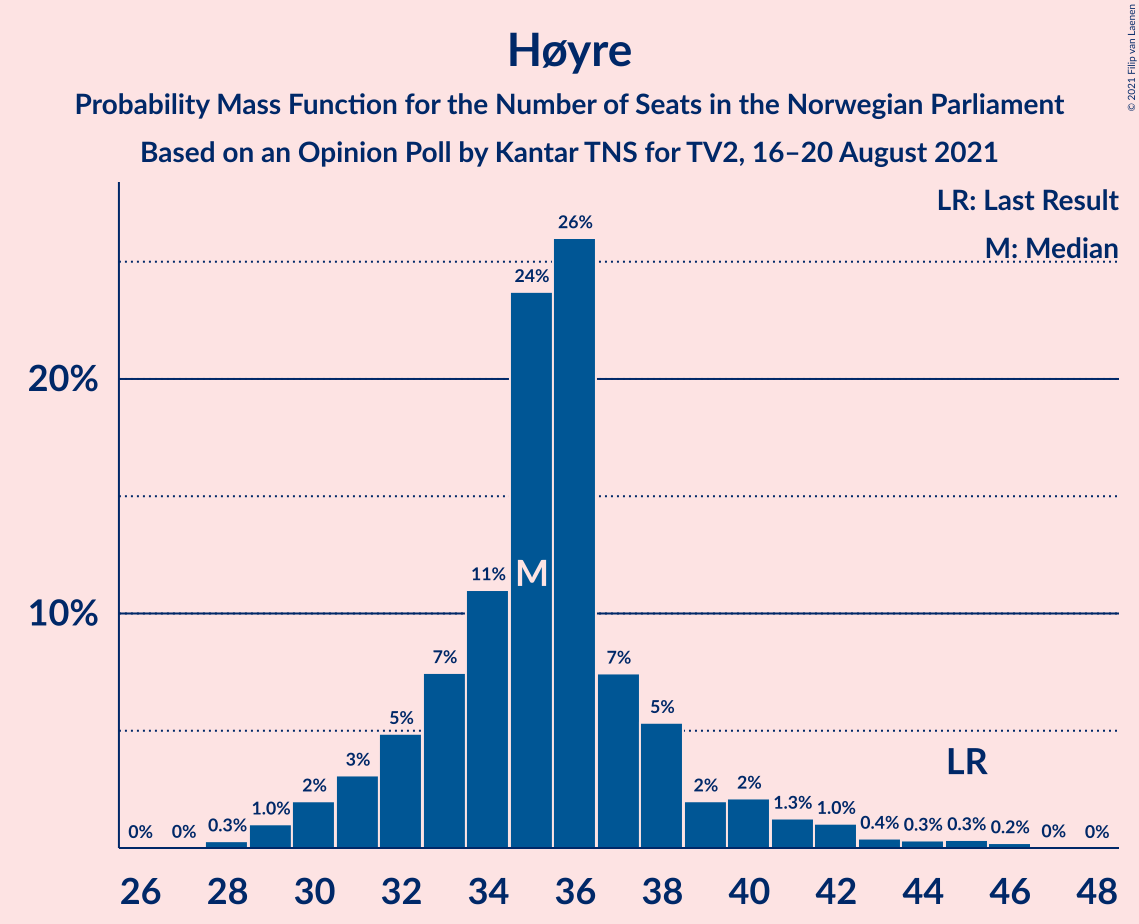 Høyre
Probability Mass Function for the Number of Seats in the Norwegian Parliament
Based on an Opinion Poll by Kantar TNS for TV2, 16–20 August 2021
© 2021 Filip van Laenen
LR: Last Result
M: Median
20%
10%
0%
0%
0.3%
1.0%
2%
3%
5%
7%
11%
24%
26%
7%
5%
2%
2%
1.3%
1.0%
0.4%
0.3%
0.3%
0.2%
0%
0%
M
LR
26 28 30 32 34 36 38 40 42 44 46 48